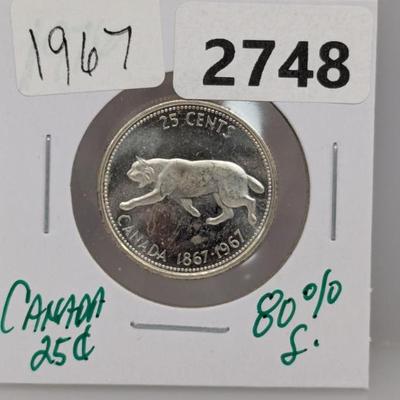 1967
2748
25 CENTS
CANADA 1867-1967
CANADA
25¢
80%
S.